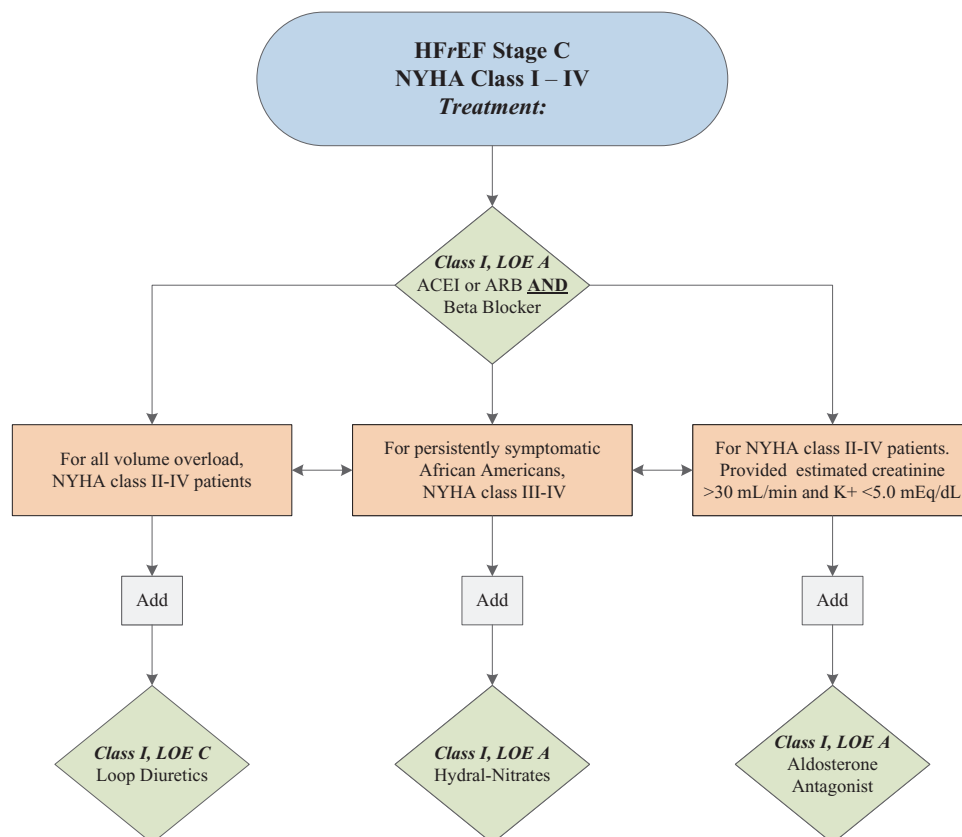 HFrEF Stage C
NYHA Class I – IV
Treatment:
Class I, LOE A
ACEI or ARB AND
Beta Blocker
For all volume overload,
NYHA class II-IV patients
For persistently symptomatic
African Americans,
NYHA class III-IV
For NYHA class II-IV patients.
Provided estimated creatinine
>30 mL/min and K+ <5.0 mEq/dL
Add
Add
Add
Class I, LOE C
Loop Diuretics
Class I, LOE A
Hydral-Nitrates
Class I, LOE A
Aldosterone
Antagonist